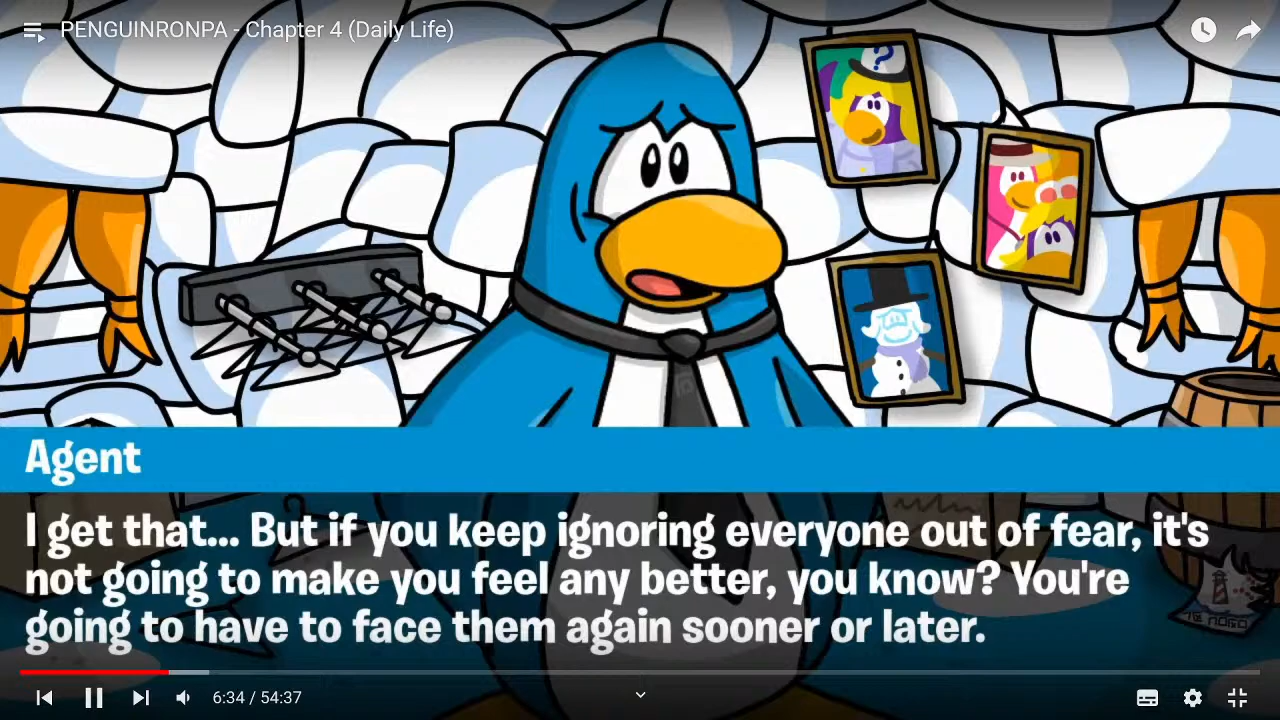 PENGUINRONPA - Chapter 4 (Daily Life)
?
Agent
I get that... But if you keep ignoring everyone out of fear, it's
not going to make you feel any better, you know? You're
going to have to face them again sooner or later.
6:34 / 54:37